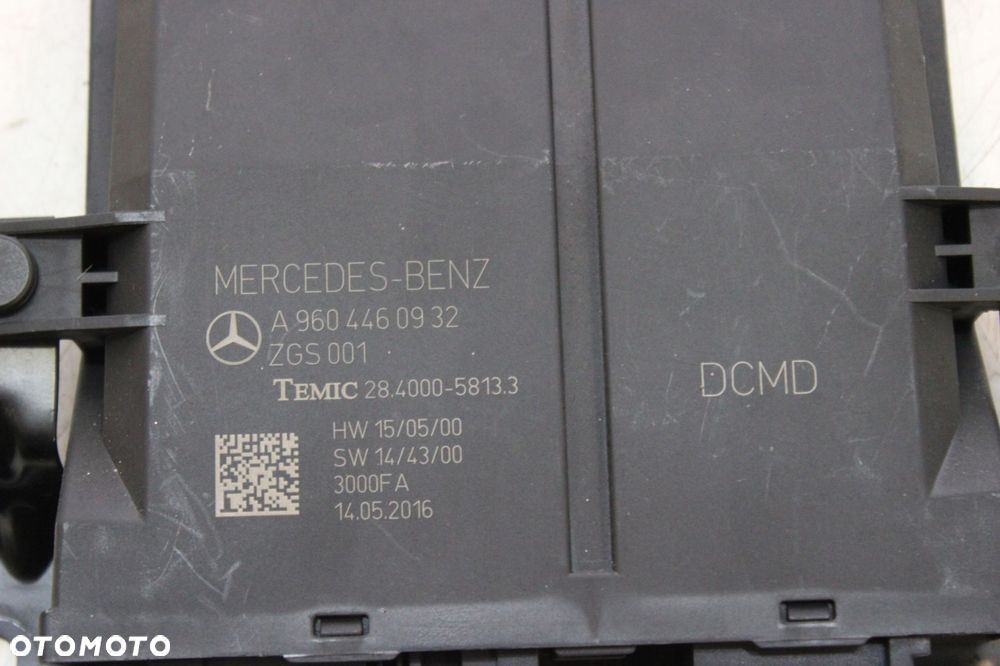 MERCEDES-BENZ
A 960 446 09 32
ZGS 001
TEMIC 28.4000-5813.3
DCMD
HW 15/05/00
SW 14/43/00
3000FA
14.05.2016
OTOMOTO